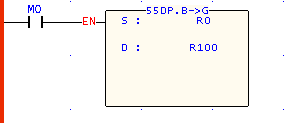 M0
55DP.B->G
EN
S : R0
D : R100